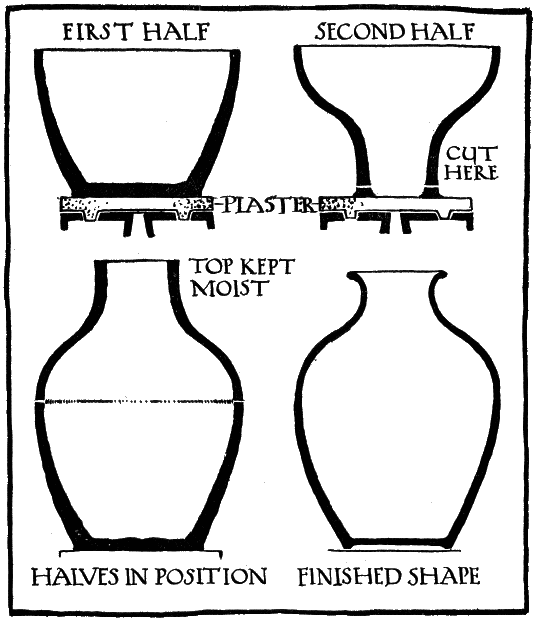 FIRST HALF
SECOND HALF
CUT
HERE
PLASTER
TOP KEPT
MOIST
HALVES IN POSITION
FINISHED SHAPE